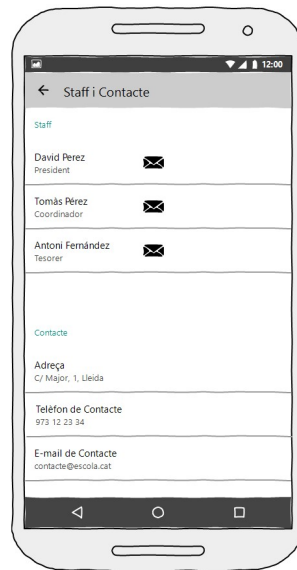 12:00
Staff i Contacte
Staff
David Perez
President
Tomàs Pérez
Coordinador
Antoni Fernández
Tesorer
Contacte
Adreça
C/ Major, 1, Lleida
Telèfon de Contacte
973 12 23 34
E-mail de Contacte
contacte@escola.cat